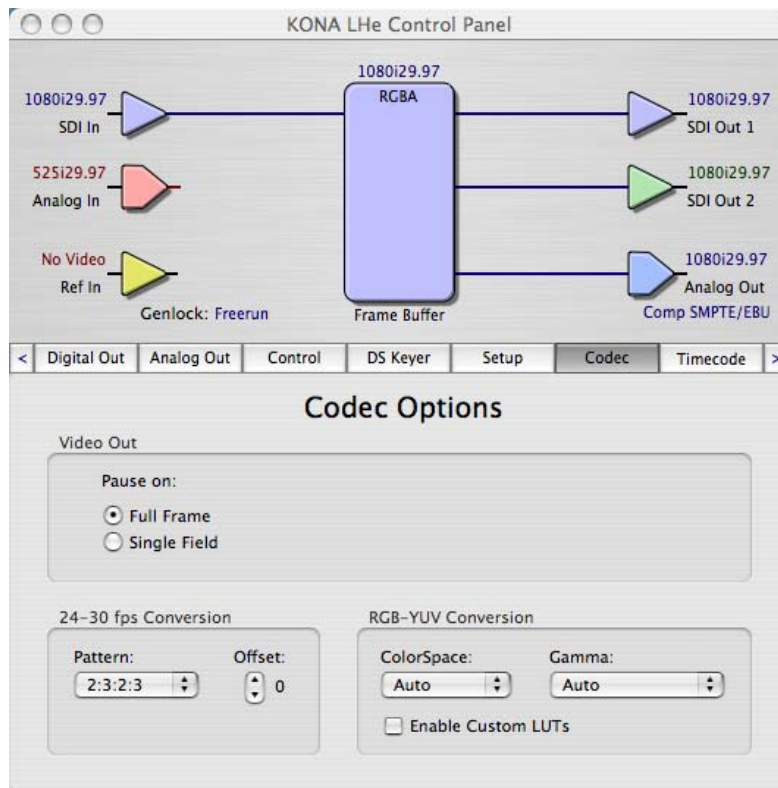 KONA LHe Control Panel
1080i29.97
RGBA
1080i29.97
SDI In
1080i29.97
SDI Out 1
525i29.97
Analog In
1080i29.97
SDI Out 2
No Video
Ref In
1080i29.97
Analog Out
Genlock: Freerun
Frame Buffer
Comp SMPTE/EBU
< Digital Out Analog Out Control DS Keyer Setup Codec Timecode >
Codec Options
Video Out
Pause on:
Full Frame
Single Field
24-30 fps Conversion
Pattern: Offset:
2:3:2:3 0
RGB-YUV Conversion
ColorSpace: Gamma:
Auto Auto
Enable Custom LUTs